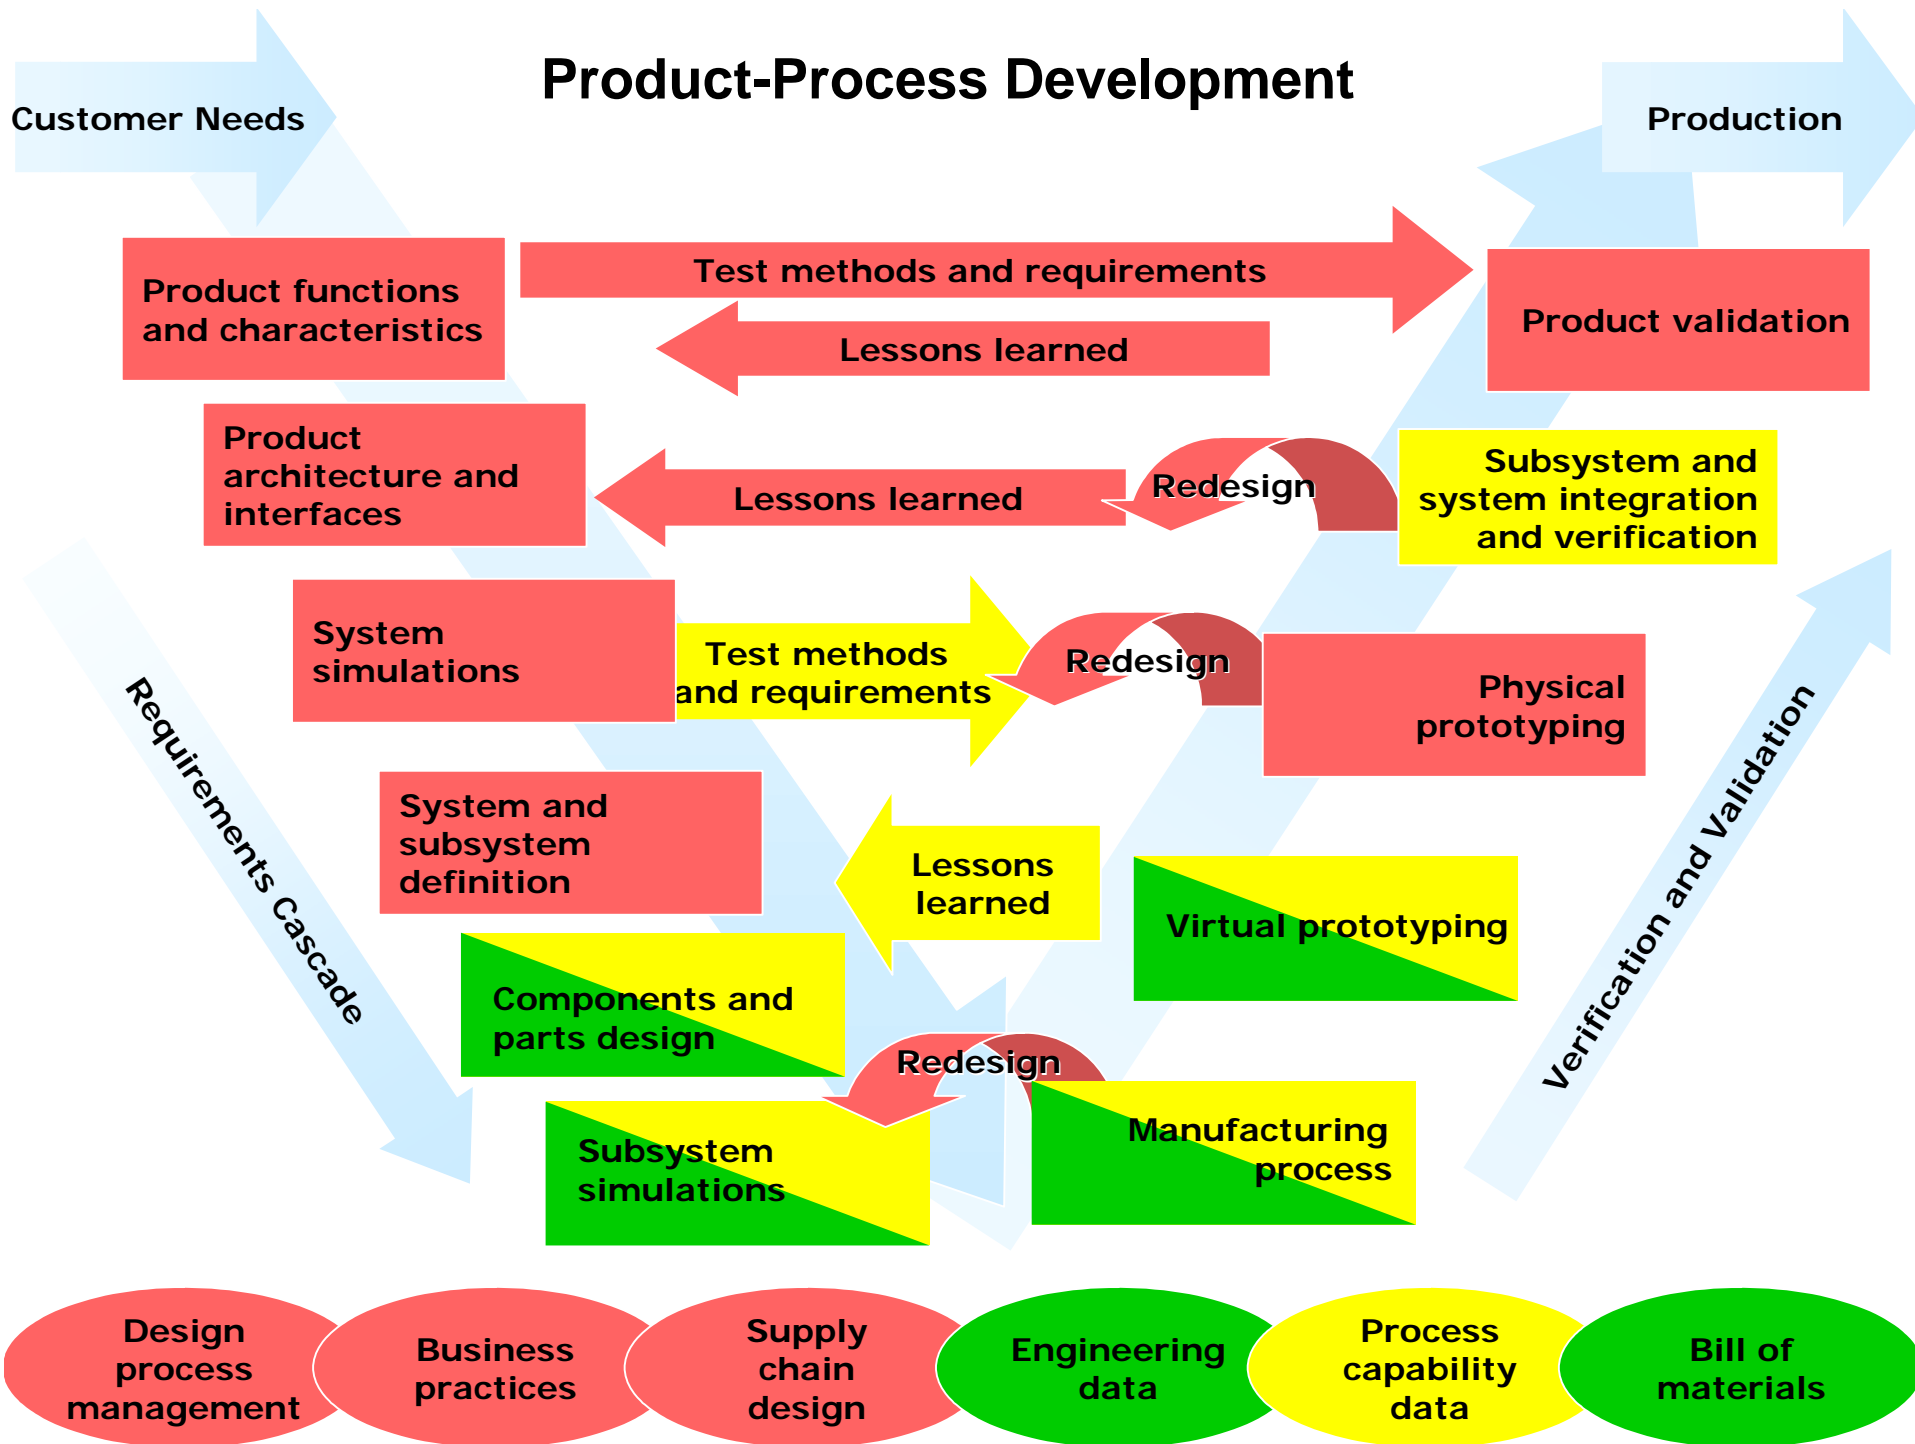 Product-Process Development
Customer Needs
Production
Product functions
and characteristics
Test methods and requirements
Product validation
Lessons learned
Product
architecture and
interfaces
Lessons learned
Redesign
Subsystem and
system integration
and verification
System
simulations
Test methods
and requirements
Redesign
Physical
prototyping
Requirements Cascade
Verification and Validation
System and
subsystem
definition
Lessons
learned
Virtual prototyping
Components and
parts design
Redesign
Subsystem
simulations
Manufacturing
process
Design
process
management
Business
practices
Supply
chain
design
Engineering
data
Process
capability
data
Bill of
materials